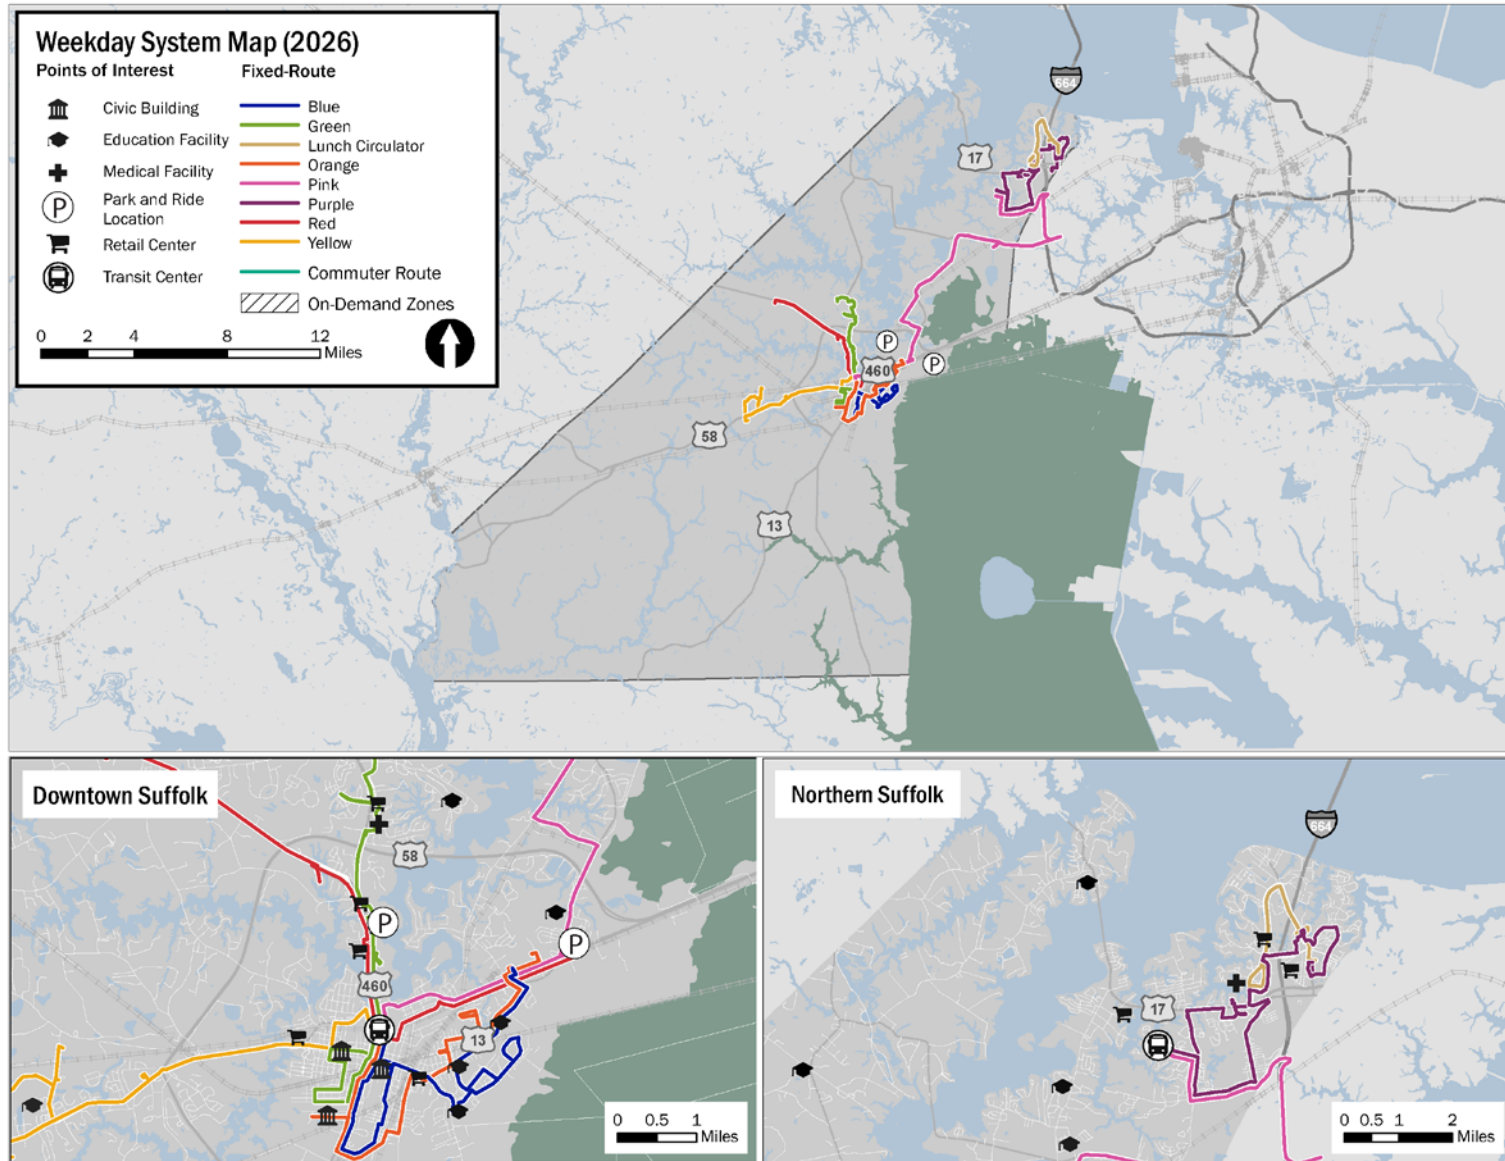 Weekday System Map (2026)
Points of Interest
Civic Building
Education Facility
Medical Facility
P
Park and Ride
Location
Retail Center
Transit Center
Fixed-Route
Blue
Green
Lunch Circulator
Orange
Pink
Purple
Red
Yellow
Commuter Route
On-Demand Zones
0 2 4 8 12
Miles
664
17
P
P
460
58
13
Downtown Suffolk
58
P
P
460
13
0 0.5 1
Miles
Northern Suffolk
664
17
0 0.5 1 2
Miles